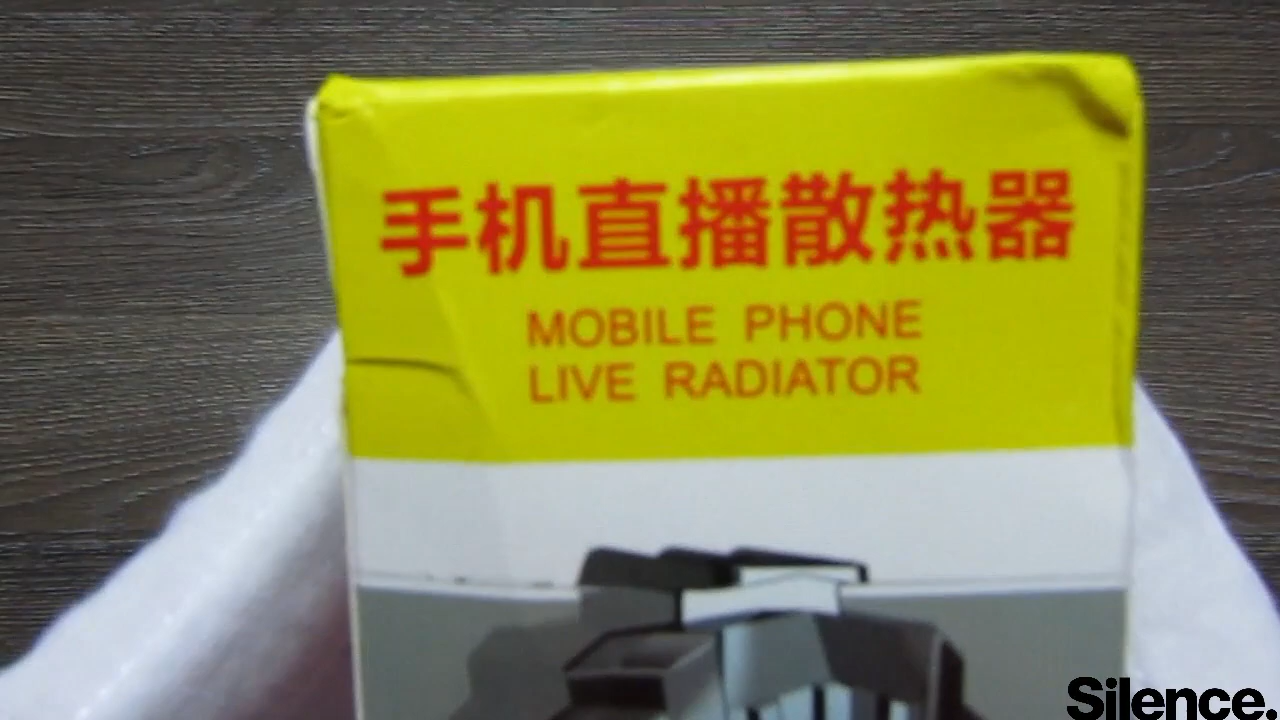 手机直播散热器
MOBILE PHONE
LIVE RADIATOR
Silence.